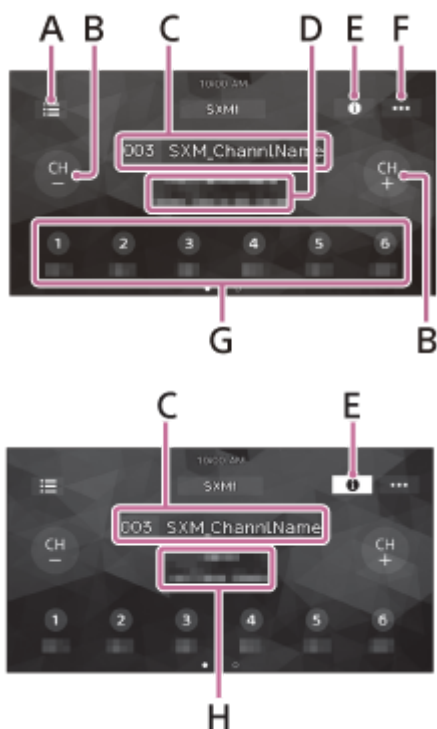 A B C D E F
10:00 AM
SXM1
003 SXM_ChannlName
CH
−
CH
+
1 2 3 4 5 6
G B
C E
10:00 AM
SXM1
003 SXM_ChannlName
CH
−
CH
+
1 2 3 4 5 6
H